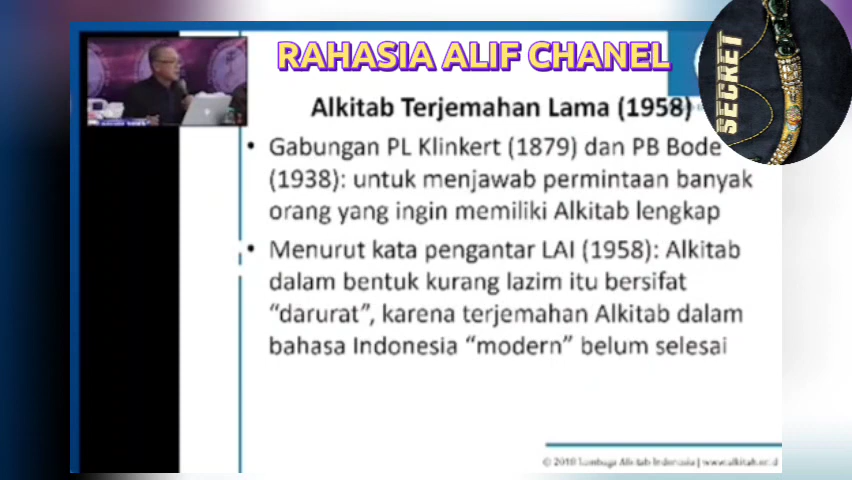 RAHASIA ALIF CHANEL
SECRET
Alkitab Terjemahan Lama (1958)
• Gabungan PL Klinkert (1879) dan PB Bode
(1938): untuk menjawab permintaan banyak
orang yang ingin memiliki Alkitab lengkap
• Menurut kata pengantar LAI (1958): Alkitab
dalam bentuk kurang lazim itu bersifat
“darurat”, karena terjemahan Alkitab dalam
bahasa Indonesia “modern” belum selesai
Lembaga Alkitab Indonesia | www.alkitab.or.id